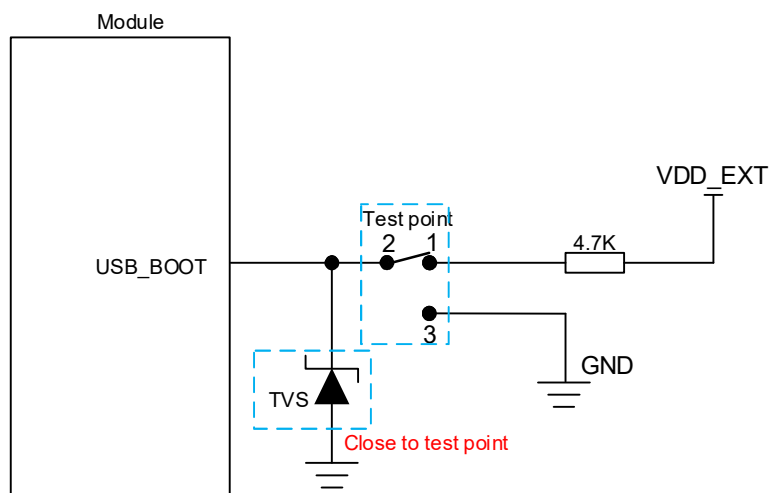 Module
VDD_EXT
Test point
2 1
4.7K
USB_BOOT
3
GND
TVS
Close to test point